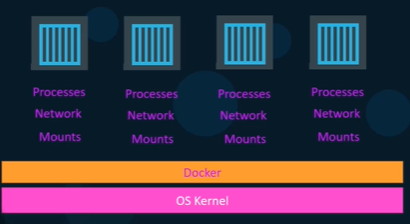 Processes Processes Processes Processes
Network Network Network Network
Mounts Mounts Mounts Mounts
Docker
OS Kernel